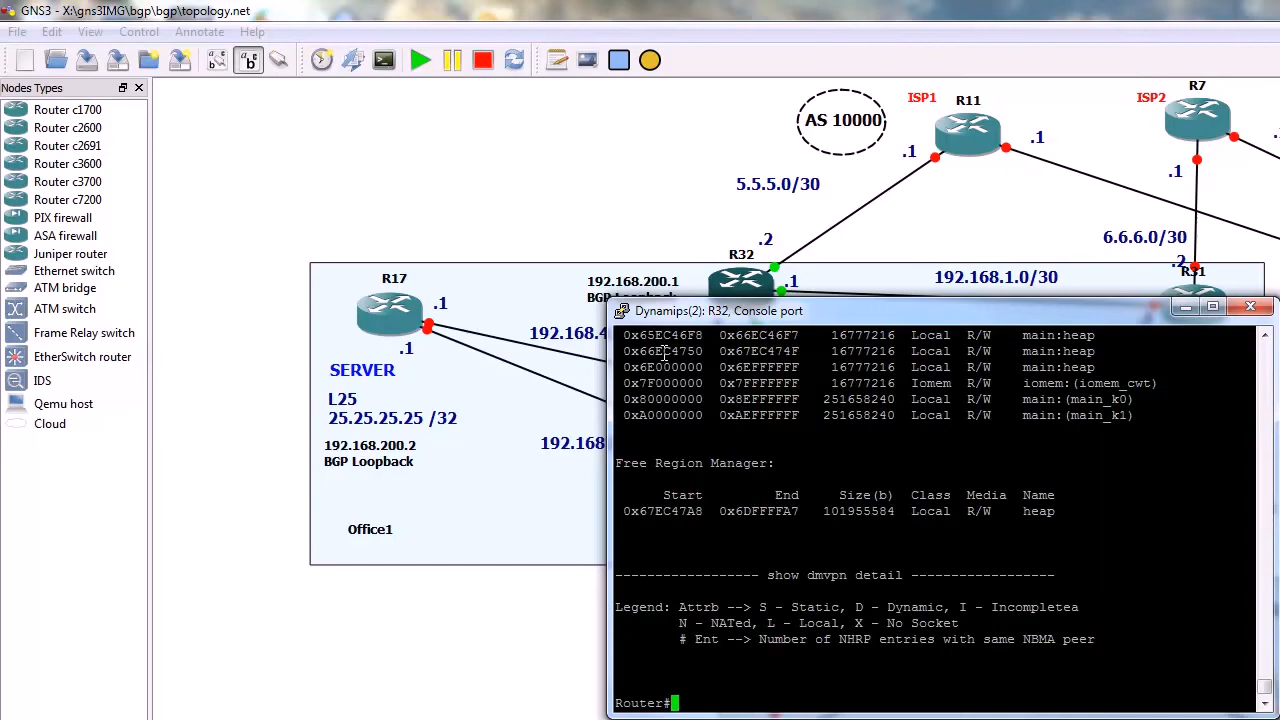 GNS3 - X:\gns3IMG\bgp\bgp\topology.net
File Edit View Control Annotate Help
Nodes Types
Router c1700
Router c2600
Router c2691
Router c3600
Router c3700
Router c7200
PIX firewall
ASA firewall
Juniper router
Ethernet switch
ATM bridge
ATM switch
Frame Relay switch
EtherSwitch router
IDS
Qemu host
Cloud
AS 10000
ISP1
R11
ISP2
R7
.1
.1
.1
5.5.5.0/30
6.6.6.0/30
.2
.2
R32
R31
192.168.200.1
BGP Loopback
.1
192.168.1.0/30
R17
.1
.1
192.168.4
192.168
SERVER
L25
25.25.25.25 /32
192.168.200.2
BGP Loopback
Office1
Dynamips(2): R32, Console port
0x65EC46F8 0x66EC46F7 16777216 Local R/W main:heap
0x66EC4750 0x67EC474F 16777216 Local R/W main:heap
0x6E000000 0x6EFFFFFF 16777216 Local R/W main:heap
0x7F000000 0x7FFFFFFF 16777216 Iomem R/W iomem:(iomem_cwt)
0x80000000 0x8EFFFFFF 251658240 Local R/W main:(main_k0)
0xA0000000 0xAEFFFFFF 251658240 Local R/W main:(main_k1)
Free Region Manager:
Start End Size(b) Class Media Name
0x67EC47A8 0x6DFFFFA7 101955584 Local R/W heap
------------------ show dmvpn detail ------------------
Legend: Attrb --> S - Static, D - Dynamic, I - Incompletea
N - NATed, L - Local, X - No Socket
# Ent --> Number of NHRP entries with same NBMA peer
Router#